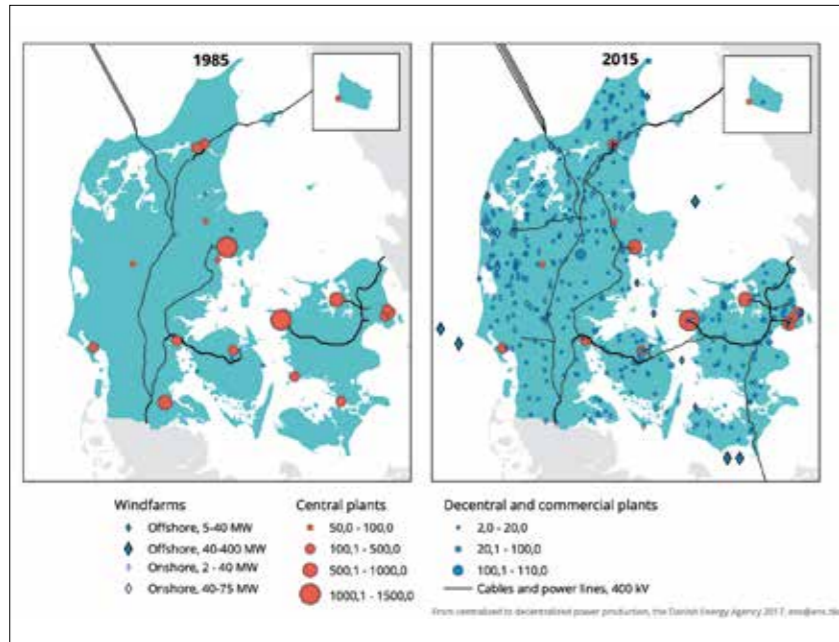 1985
2015
Windfarms
Offshore, 5-40 MW
Offshore, 40-400 MW
Onshore, 2 - 40 MW
Onshore, 40-75 MW
Central plants
50,0 - 100,0
100,1 - 500,0
500,1 - 1000,0
1000,1 - 1500,0
Decentral and commercial plants
2,0 - 20,0
20,1 - 100,0
100,1 - 110,0
Cables and power lines, 400 kV
From centralized to decentralized power production, the Danish Energy Agency 2017, ens@ens.dk